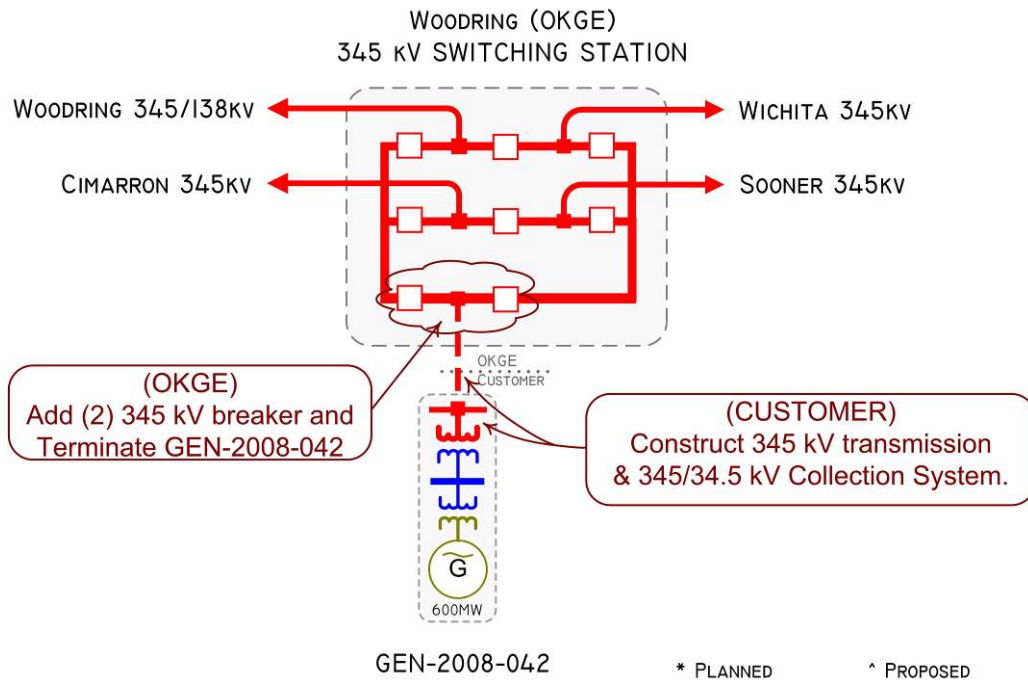 WOODRING (OKGE)
345 KV SWITCHING STATION
WOODRING 345/138KV
WICHITA 345KV
CIMARRON 345KV
SOONER 345KV
OKGE
CUSTOMER
(OKGE)
Add (2) 345 kV breaker and
Terminate GEN-2008-042
(CUSTOMER)
Construct 345 kV transmission
& 345/34.5 kV Collection System.
G
600MW
GEN-2008-042
* PLANNED
^ PROPOSED